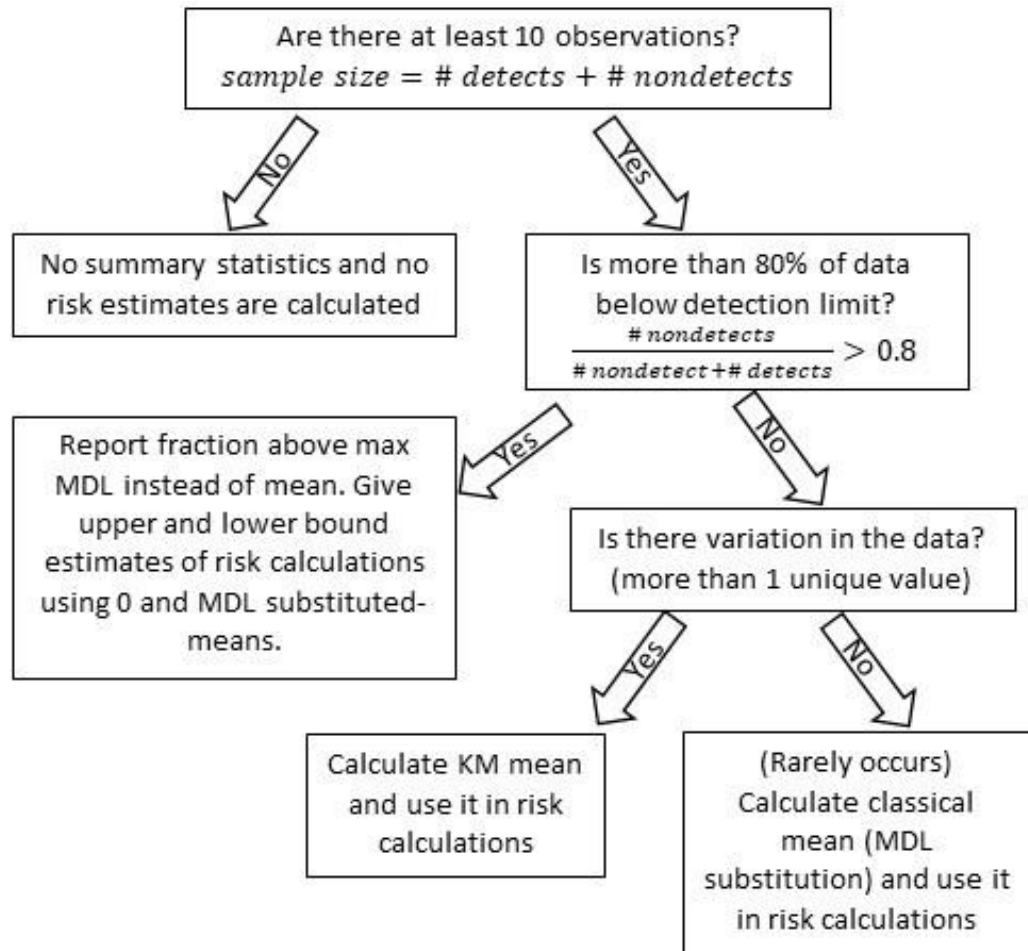 Are there at least 10 observations?
sample size = # detects + # nondetects
No
Yes
No summary statistics and no
risk estimates are calculated
Is more than 80% of data
below detection limit?
# nondetects
# nondetect+# detects
> 0.8
Yes
No
Report fraction above max
MDL instead of mean. Give
upper and lower bound
estimates of risk calculations
using 0 and MDL substituted-
means.
Is there variation in the data?
(more than 1 unique value)
Yes
No
Calculate KM mean
and use it in risk
calculations
(Rarely occurs)
Calculate classical
mean (MDL
substitution) and use it
in risk calculations